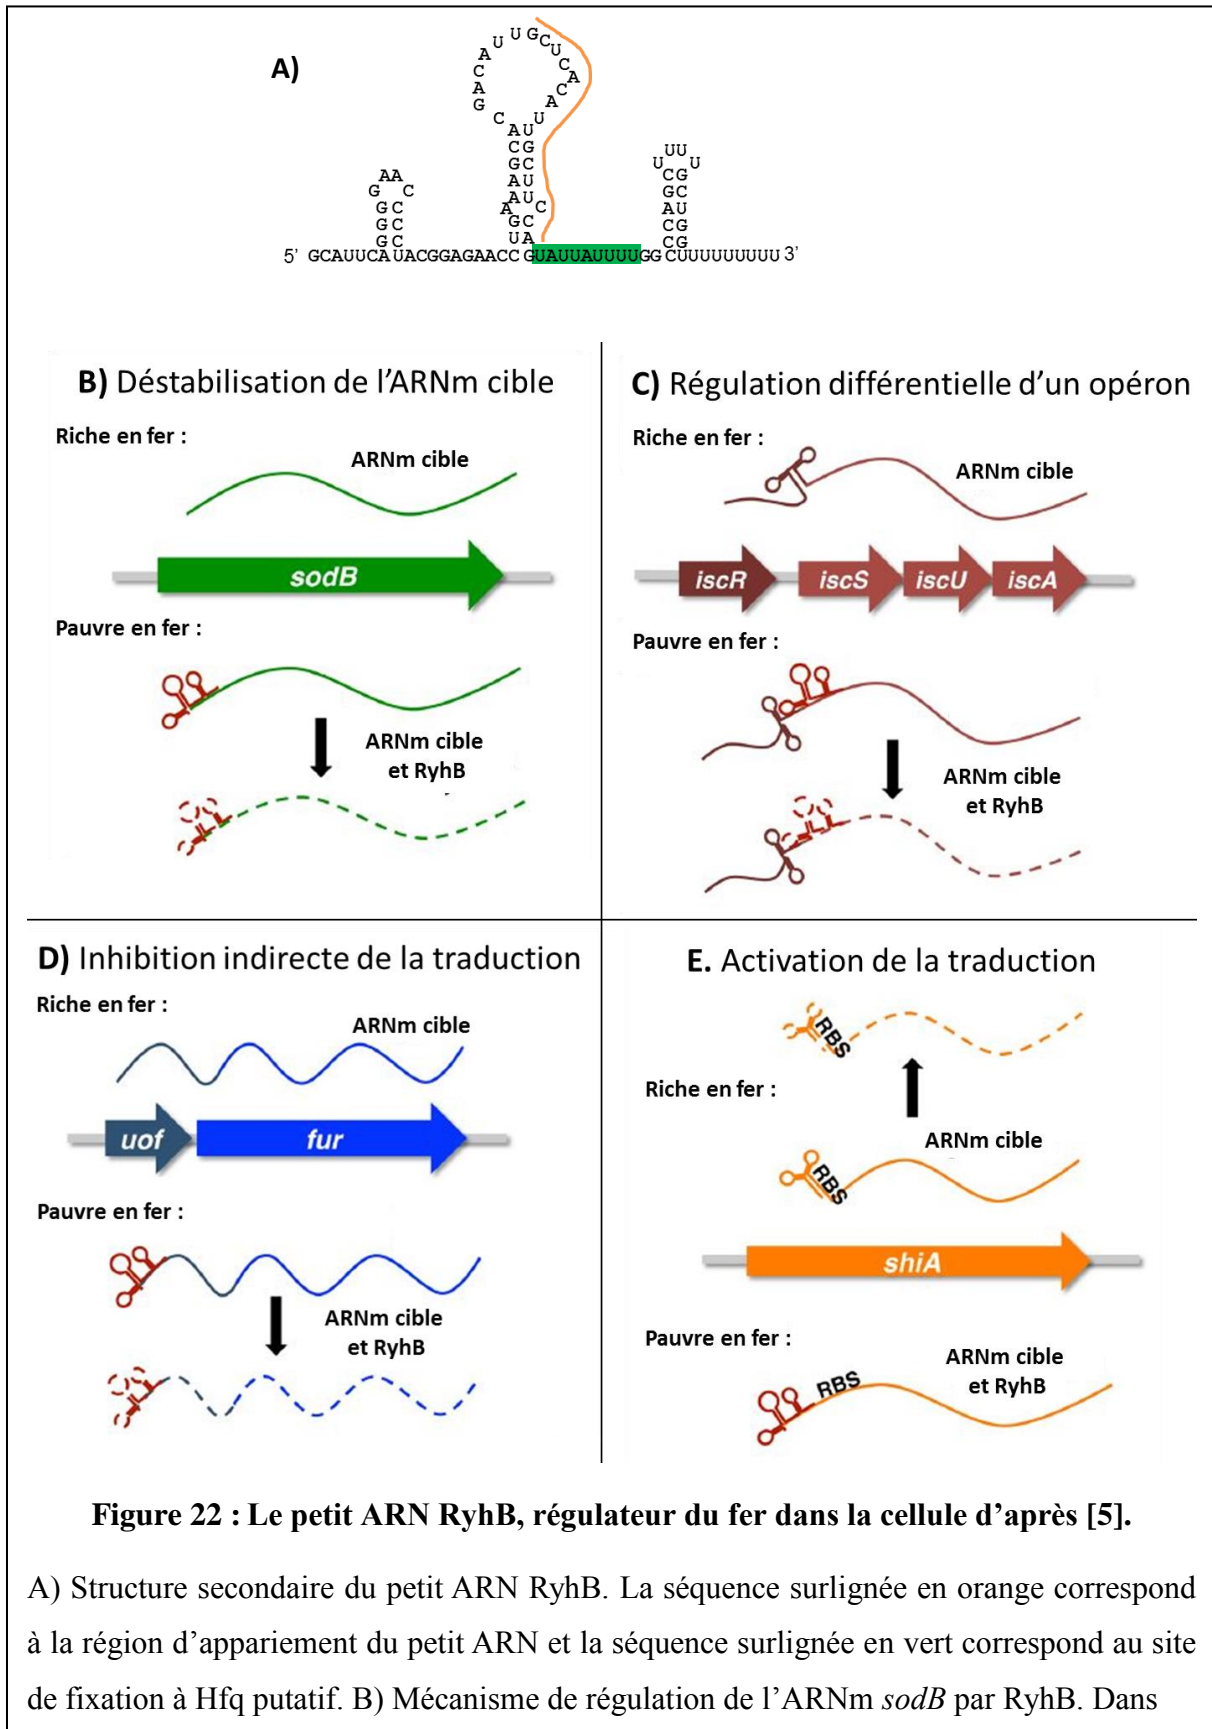 A)
U U G C
A U
C C A
A C
G A
C U
A U
C G
G C
A U
A U
A C
G C
U A
A A
G C
G C
G C
G C
U U
U U
C G
G C
A U
C G
C G
5’ GCAUUCAUACGGAGAACCGUAUUAUUUUGGCUUUUUUUUU3’
B) Déstabilisation de l’ARNm cible
Riche en fer :
ARNm cible
sodB
Pauvre en fer :
ARNm cible
et RyhB
C) Régulation différentielle d’un opéron
Riche en fer :
ARNm cible
iscR iscS iscU iscA
Pauvre en fer :
ARNm cible
et RyhB
D) Inhibition indirecte de la traduction
Riche en fer :
ARNm cible
uof fur
Pauvre en fer :
ARNm cible
et RyhB
E. Activation de la traduction
RBS
Riche en fer :
ARNm cible
RBS
shiA
Pauvre en fer :
RBS
ARNm cible
et RyhB
Figure 22 : Le petit ARN RyhB, régulateur du fer dans la cellule d’après [5].
A) Structure secondaire du petit ARN RyhB. La séquence surlignée en orange correspond
à la région d’appariement du petit ARN et la séquence surlignée en vert correspond au site
de fixation à Hfq putatif. B) Mécanisme de régulation de l’ARNm sodB par RyhB. Dans